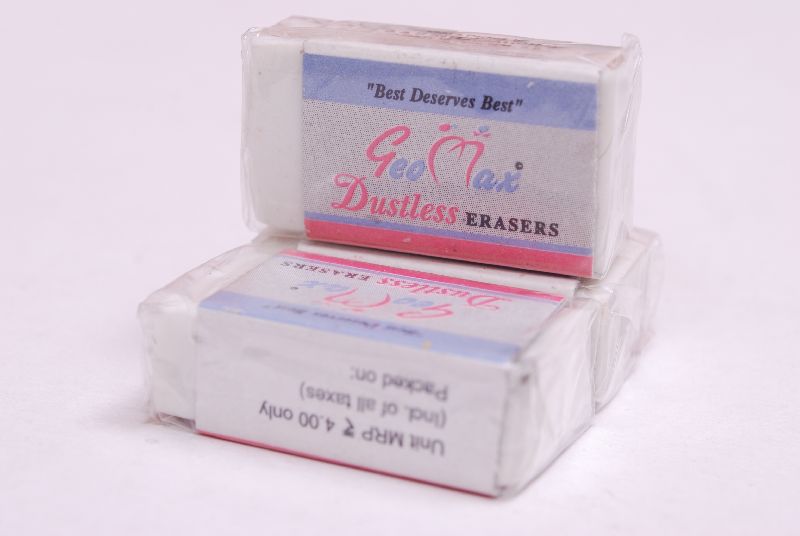 "Best Deserves Best"
GeoMax©
Dustless ERASERS
Dustless ERASERS
GeoMax
"Best Deserves Best"
Unit MRP ₹ 4.00 only
(Incl. of all taxes)
Packed on: